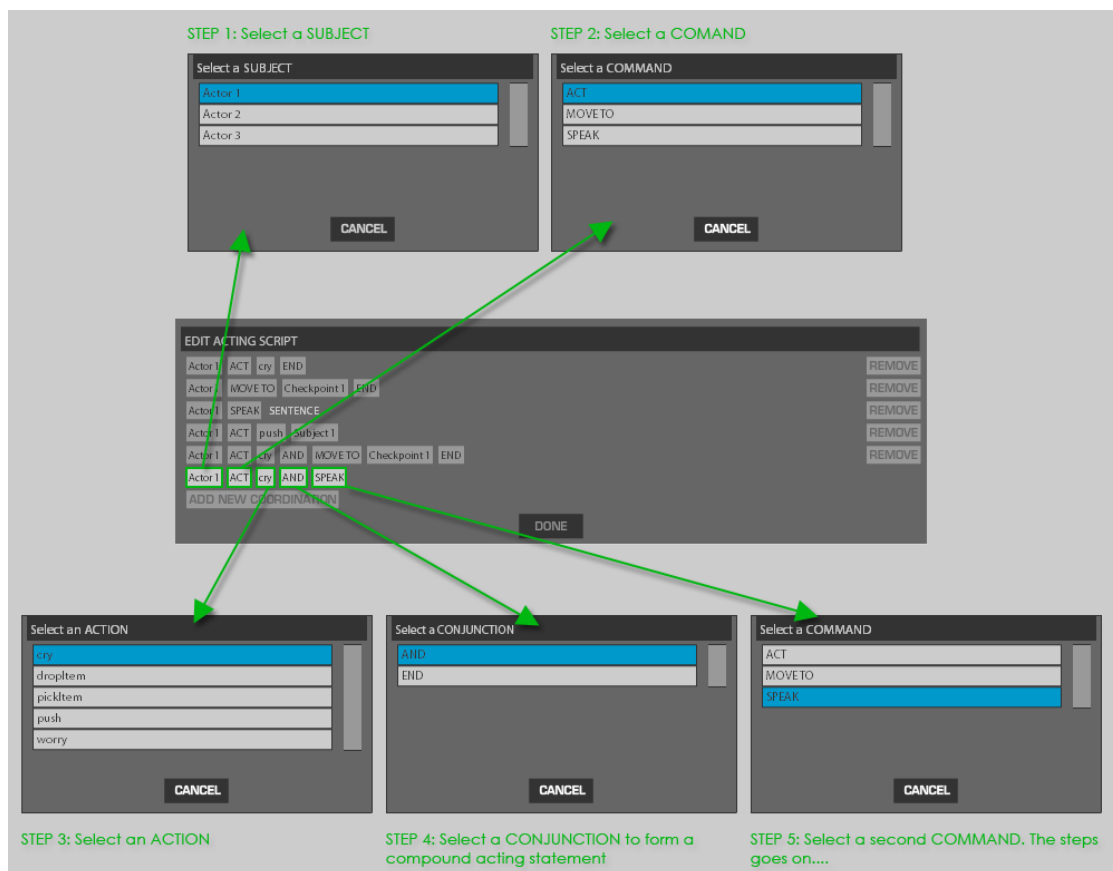 STEP 1: Select a SUBJECT
STEP 2: Select a COMAND
Select a SUBJECT
Actor 1
Actor 2
Actor 3
CANCEL
Select a COMMAND
ACT
MOVETO
SPEAK
CANCEL
EDIT ACTING SCRIPT
Actor 1 ACT cry END REMOVE
Actor 1 MOVETO Checkpoint 1 END REMOVE
Actor 1 SPEAK SENTENCE REMOVE
Actor 1 ACT push Subject 1 REMOVE
Actor 1 ACT cry AND MOVETO Checkpoint 1 END REMOVE
Actor 1 ACT cry AND SPEAK
ADD NEW COORDINATION
DONE
Select an ACTION
cry
dropItem
pickItem
push
worry
CANCEL
Select a CONJUNCTION
AND
END
CANCEL
Select a COMMAND
ACT
MOVETO
SPEAK
CANCEL
STEP 3: Select an ACTION
STEP 4: Select a CONJUNCTION to form a
compound acting statement
STEP 5: Select a second COMMAND. The steps
goes on....